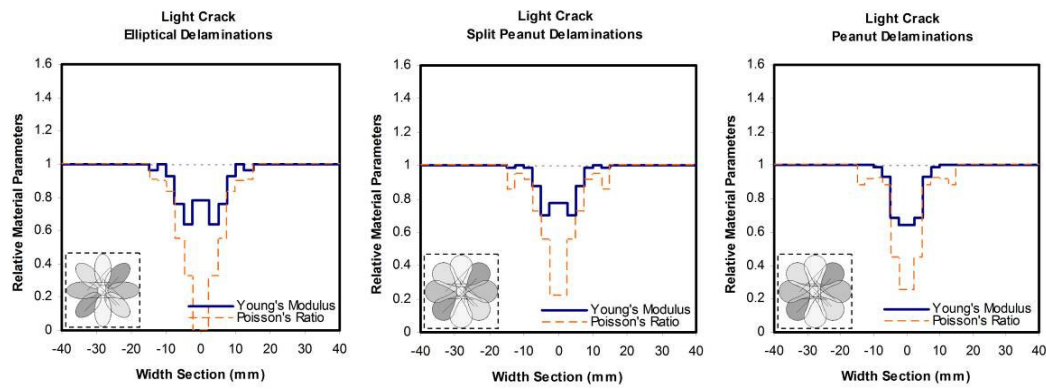 Light Crack
Elliptical Delaminations
Relative Material Parameters
1.6
1.4
1.2
1
0.8
0.6
0.4
0.2
0
Young's Modulus
Poisson's Ratio
-40 -30 -20 -10 0 10 20 30 40
Width Section (mm)
Light Crack
Split Peanut Delaminations
Relative Material Parameters
1.6
1.4
1.2
1
0.8
0.6
0.4
0.2
0
Young's Modulus
Poisson's Ratio
-40 -30 -20 -10 0 10 20 30 40
Width Section (mm)
Light Crack
Peanut Delaminations
Relative Material Parameters
1.6
1.4
1.2
1
0.8
0.6
0.4
0.2
0
Young's Modulus
Poisson's Ratio
-40 -30 -20 -10 0 10 20 30 40
Width Section (mm)